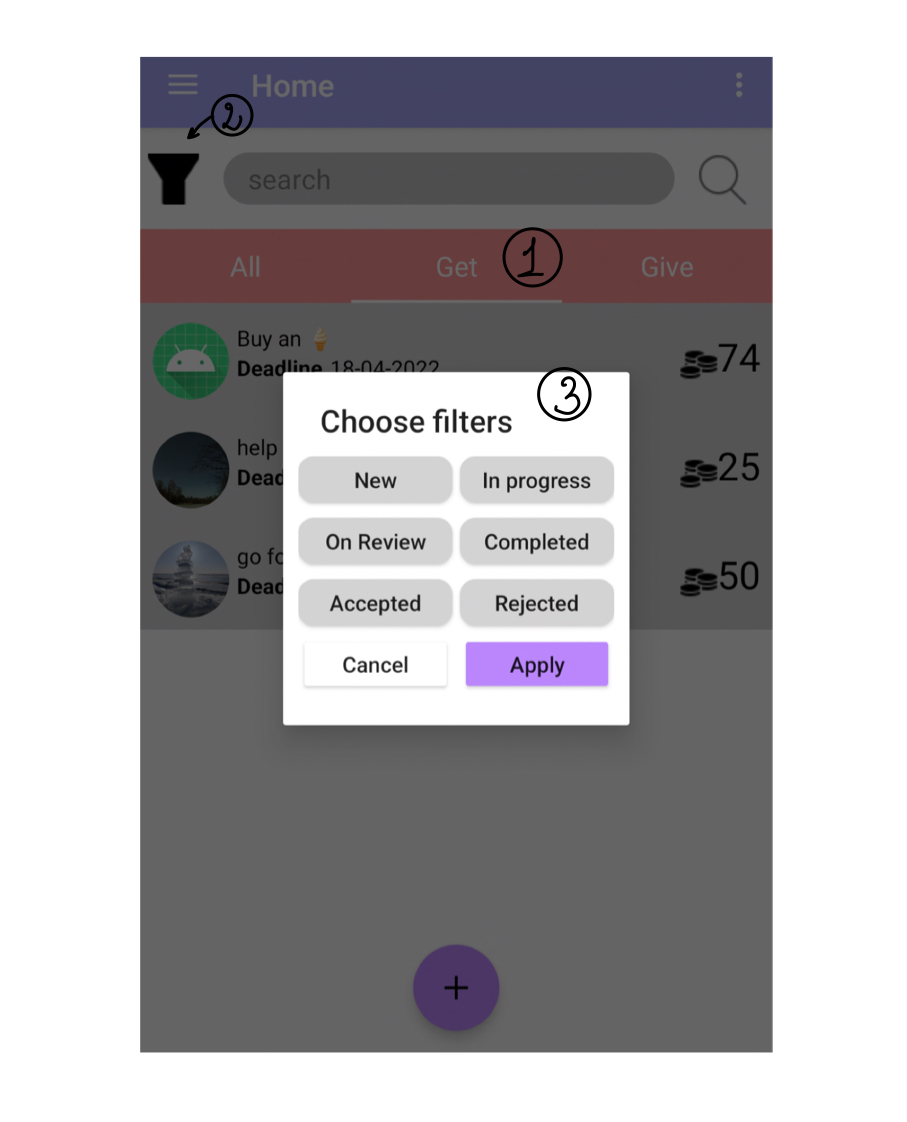 Home
2
search
All Get 1 Give
Buy an 🍦
Deadline 18-04-2022
74
3
Choose filters
help
Dead
25
New In progress
On Review Completed
go fo
Dead
50
Accepted Rejected
Cancel Apply
+